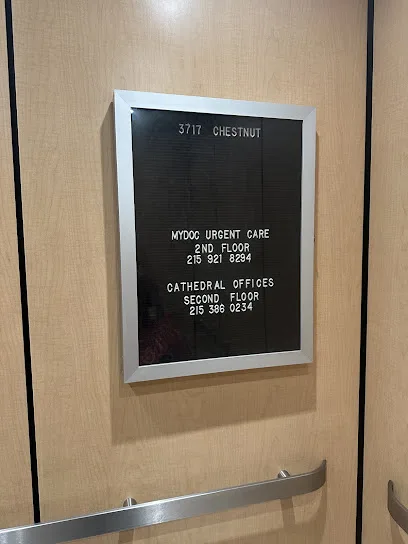 3717 CHESTNUT
MYDOC URGENT CARE
2ND FLOOR
215 921 8294
CATHEDRAL OFFICES
SECOND FLOOR
215 386 0234